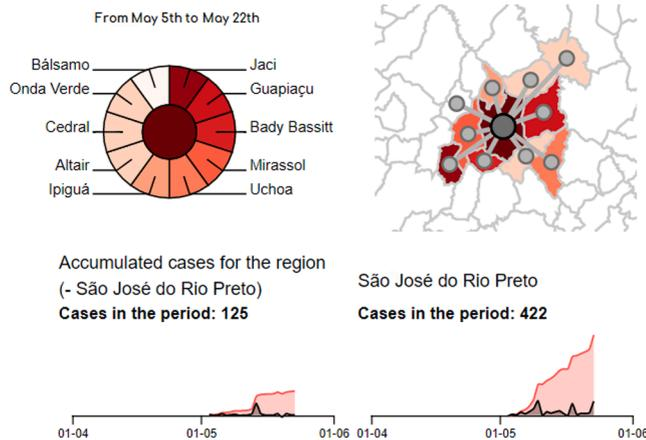 From May 5th to May 22th
Bálsamo
Jaci
Onda Verde
Guapiaçu
Cedral
Bady Bassitt
Altair
Mirassol
Ipiguá
Uchoa
Accumulated cases for the region
(- São José do Rio Preto)
Cases in the period: 125
São José do Rio Preto
Cases in the period: 422
01-04
01-05
01-06
01-04
01-05
01-06